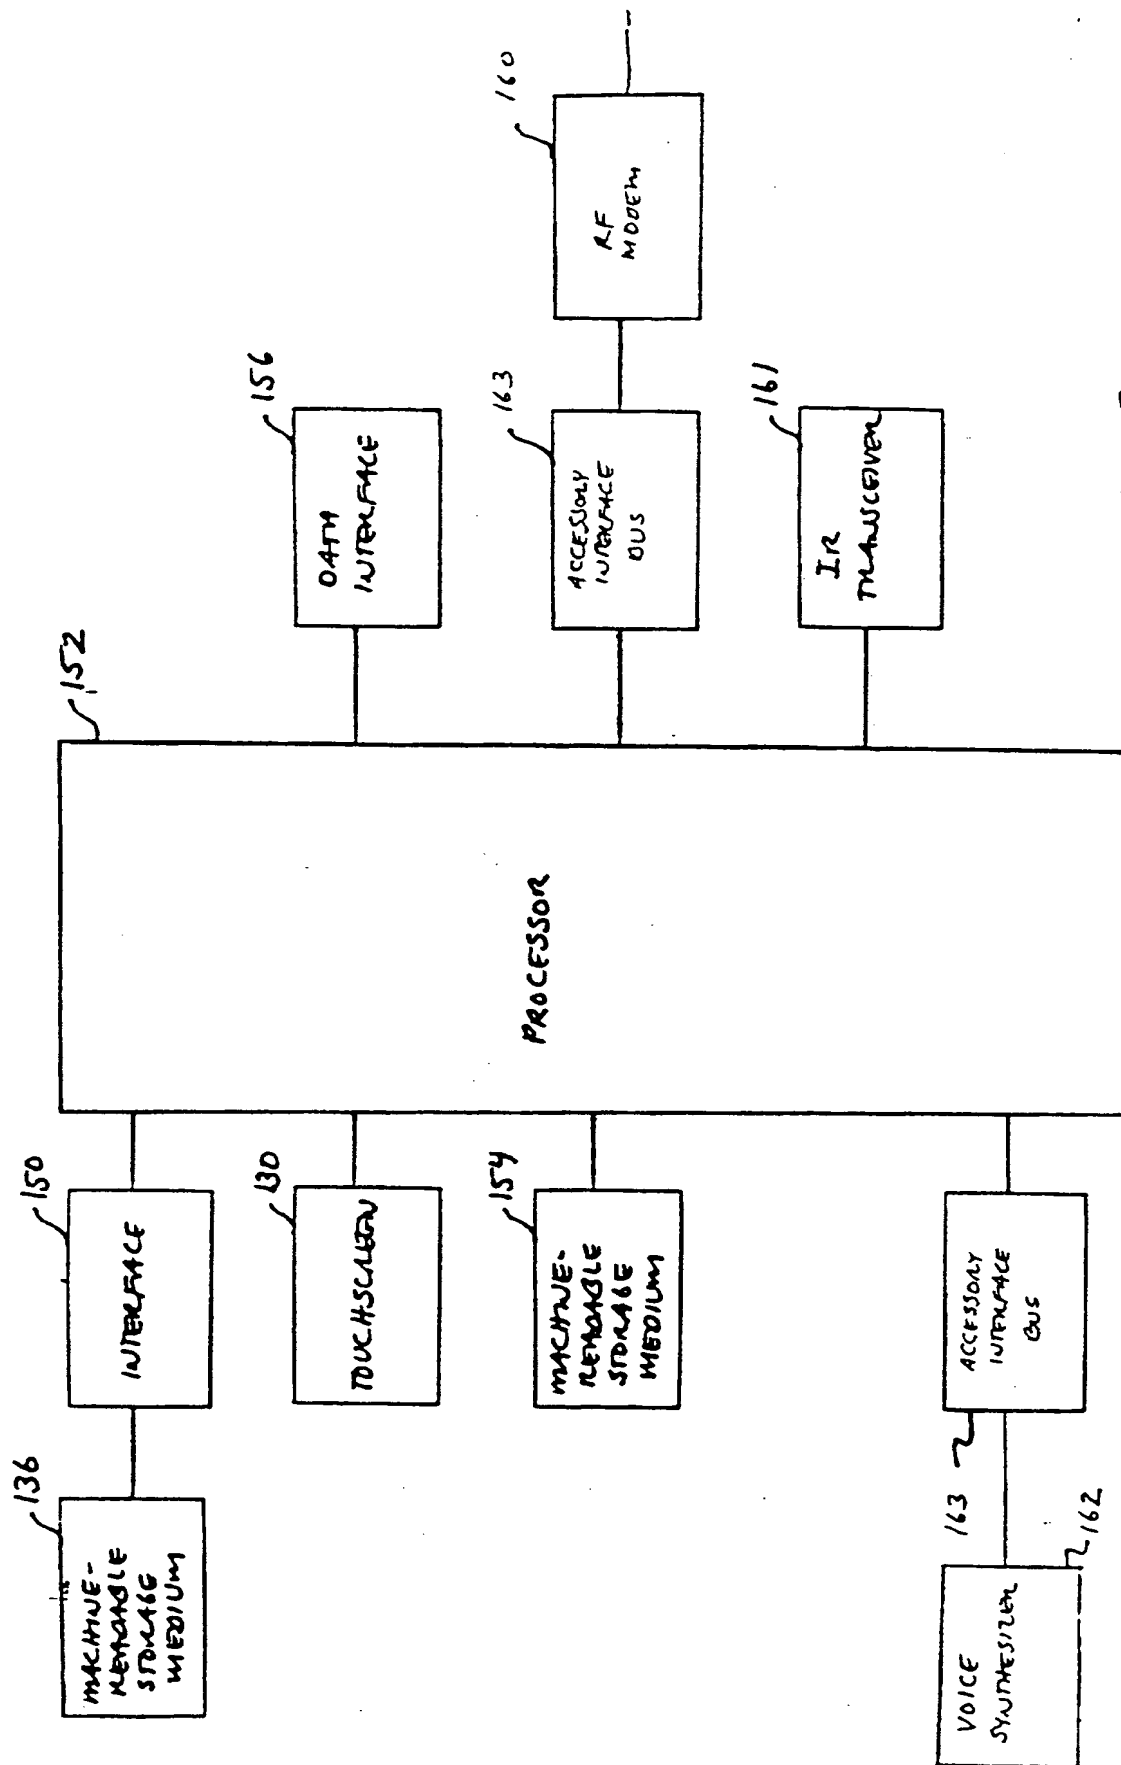 136
MACHINE-
READABLE
STORAGE
MEDIUM
150
INTERFACE
130
TOUCHSCREEN
154
MACHINE-
READABLE
STORAGE
MEDIUM
VOICE
SYNTHESIZER
162
163
ACCESSORY
INTERFACE
BUS
152
PROCESSOR
156
DATA
INTERFACE
163
ACCESSORY
INTERFACE
BUS
160
RF
MODEM
161
IR
TRANSCEIVER